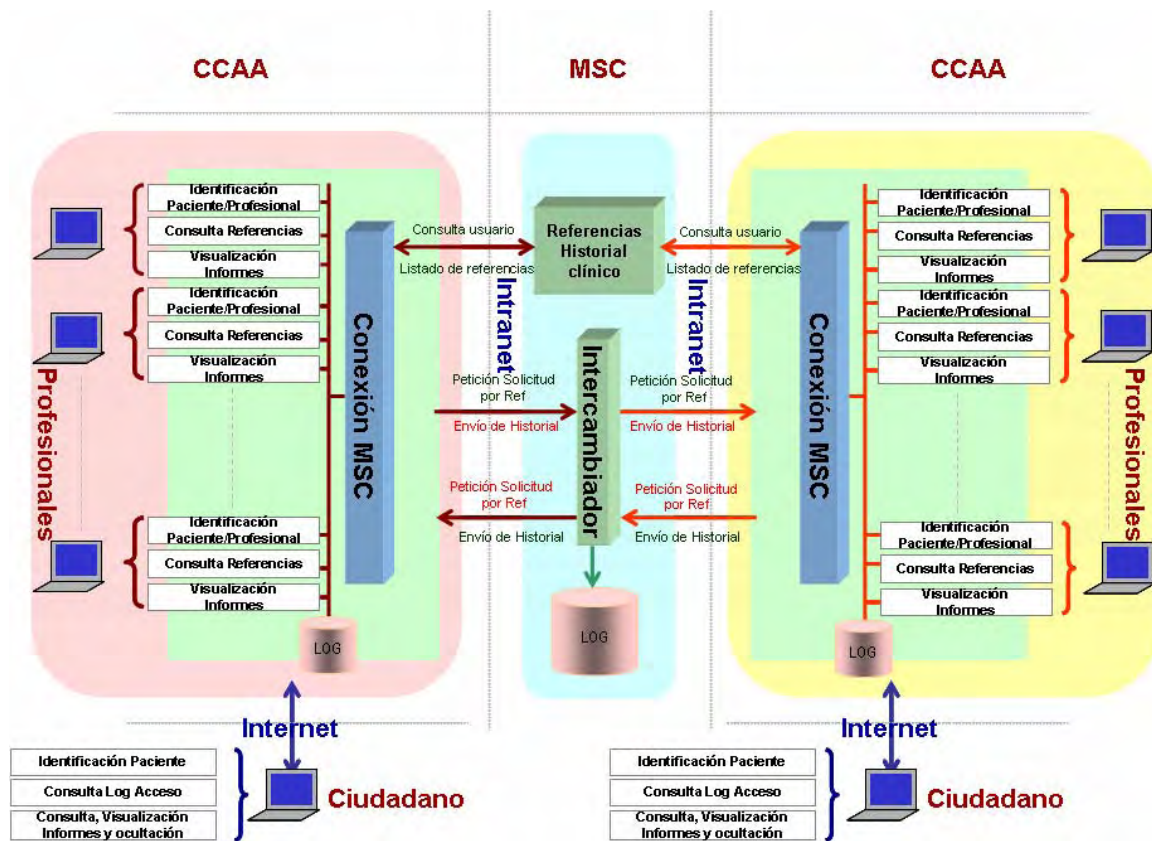 CCAA
MSC
CCAA
Identificación
Paciente/Profesional
Consulta Referencias
Visualización
Informes
Identificación
Paciente/Profesional
Consulta Referencias
Visualización
Informes
Identificación
Paciente/Profesional
Consulta Referencias
Visualización
Informes
Profesionales
Conexión MSC
LOG
Consulta usuario
Listado de referencias
Intranet
Petición Solicitud
por Ref
Envío de Historial
Petición Solicitud
por Ref
Envío de Historial
Referencias
Historial
clínico
Intercambiador
LOG
Consulta usuario
Listado de referencias
Intranet
Petición Solicitud
por Ref
Envío de Historial
Petición Solicitud
por Ref
Envío de Historial
Conexión MSC
Identificación
Paciente/Profesional
Consulta Referencias
Visualización
Informes
Identificación
Paciente/Profesional
Consulta Referencias
Visualización
Informes
Identificación
Paciente/Profesional
Consulta Referencias
Visualización
Informes
Profesionales
LOG
Internet
Identificación Paciente
Consulta Log Acceso
Consulta, Visualización
Informes y ocultación
Ciudadano
Internet
Identificación Paciente
Consulta Log Acceso
Consulta, Visualización
Informes y ocultación
Ciudadano